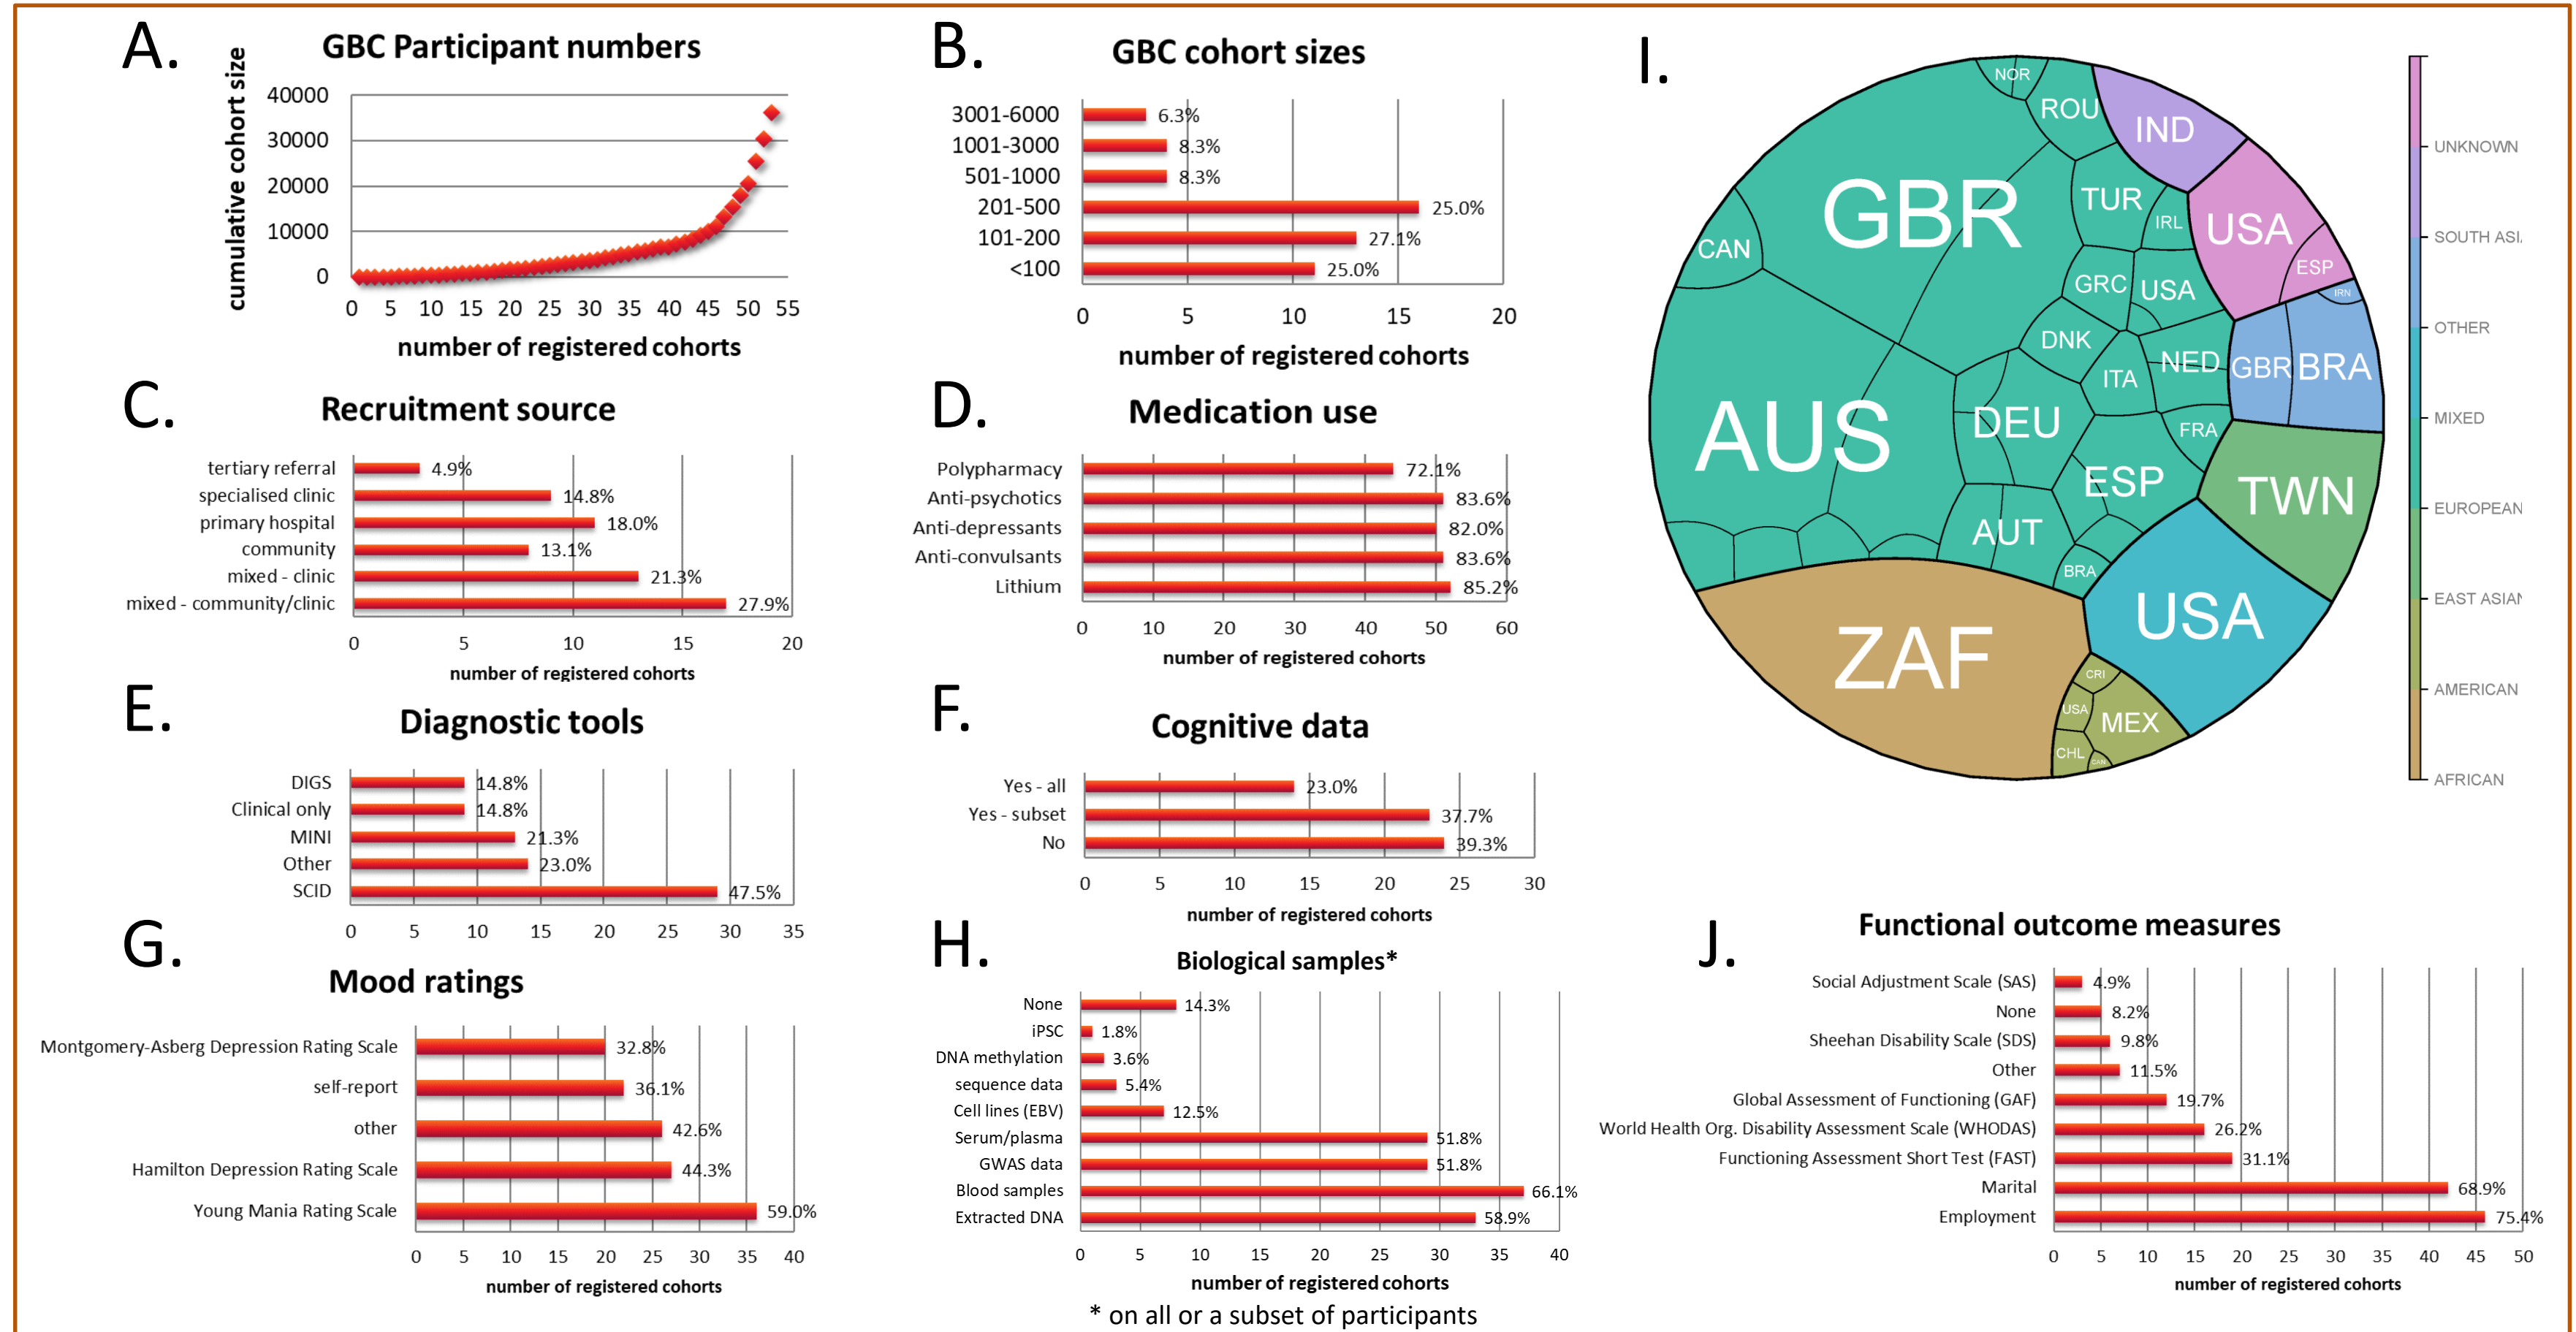 A.
GBC Participant numbers
cumulative cohort size
40000
30000
20000
10000
0
0 5 10 15 20 25 30 35 40 45 50 55
number of registered cohorts
B.
GBC cohort sizes
3001-6000 6.3%
1001-3000 8.3%
501-1000 8.3%
201-500 25.0%
101-200 27.1%
<100 25.0%
0 5 10 15 20
number of registered cohorts
C.
Recruitment source
tertiary referral 4.9%
specialised clinic 14.8%
primary hospital 18.0%
community 13.1%
mixed - clinic 21.3%
mixed - community/clinic 27.9%
0 5 10 15 20
number of registered cohorts
D.
Medication use
Polypharmacy 72.1%
Anti-psychotics 83.6%
Anti-depressants 82.0%
Anti-convulsants 83.6%
Lithium 85.2%
0 10 20 30 40 50 60
number of registered cohorts
E.
Diagnostic tools
DIGS 14.8%
Clinical only 14.8%
MINI 21.3%
Other 23.0%
SCID 47.5%
0 5 10 15 20 25 30 35
F.
Cognitive data
Yes - all 23.0%
Yes - subset 37.7%
No 39.3%
0 5 10 15 20 25 30
number of registered cohorts
G.
Mood ratings
Montgomery-Asberg Depression Rating Scale 32.8%
self-report 36.1%
other 42.6%
Hamilton Depression Rating Scale 44.3%
Young Mania Rating Scale 59.0%
0 5 10 15 20 25 30 35 40
number of registered cohorts
H.
Biological samples*
None 14.3%
iPSC 1.8%
DNA methylation 3.6%
sequence data 5.4%
Cell lines (EBV) 12.5%
Serum/plasma 51.8%
GWAS data 51.8%
Blood samples 66.1%
Extracted DNA 58.9%
0 5 10 15 20 25 30 35 40
number of registered cohorts
* on all or a subset of participants
I.
NOR
ROU
IND
GBR
TUR
IRL
USA
CAN
ESP
GRC
USA
IRN
DNK
NED
GBR
BRA
ITA
AUS
DEU
FRA
ESP
TWN
AUT
BRA
USA
ZAF
CRI
USA
MEX
CHL
CAN
UNKNOWN
SOUTH ASI
OTHER
MIXED
EUROPEAN
EAST ASIAN
AMERICAN
AFRICAN
J.
Functional outcome measures
Social Adjustment Scale (SAS) 4.9%
None 8.2%
Sheehan Disability Scale (SDS) 9.8%
Other 11.5%
Global Assessment of Functioning (GAF) 19.7%
World Health Org. Disability Assessment Scale (WHODAS) 26.2%
Functioning Assessment Short Test (FAST) 31.1%
Marital 68.9%
Employment 75.4%
0 5 10 15 20 25 30 35 40 45 50
number of registered cohorts